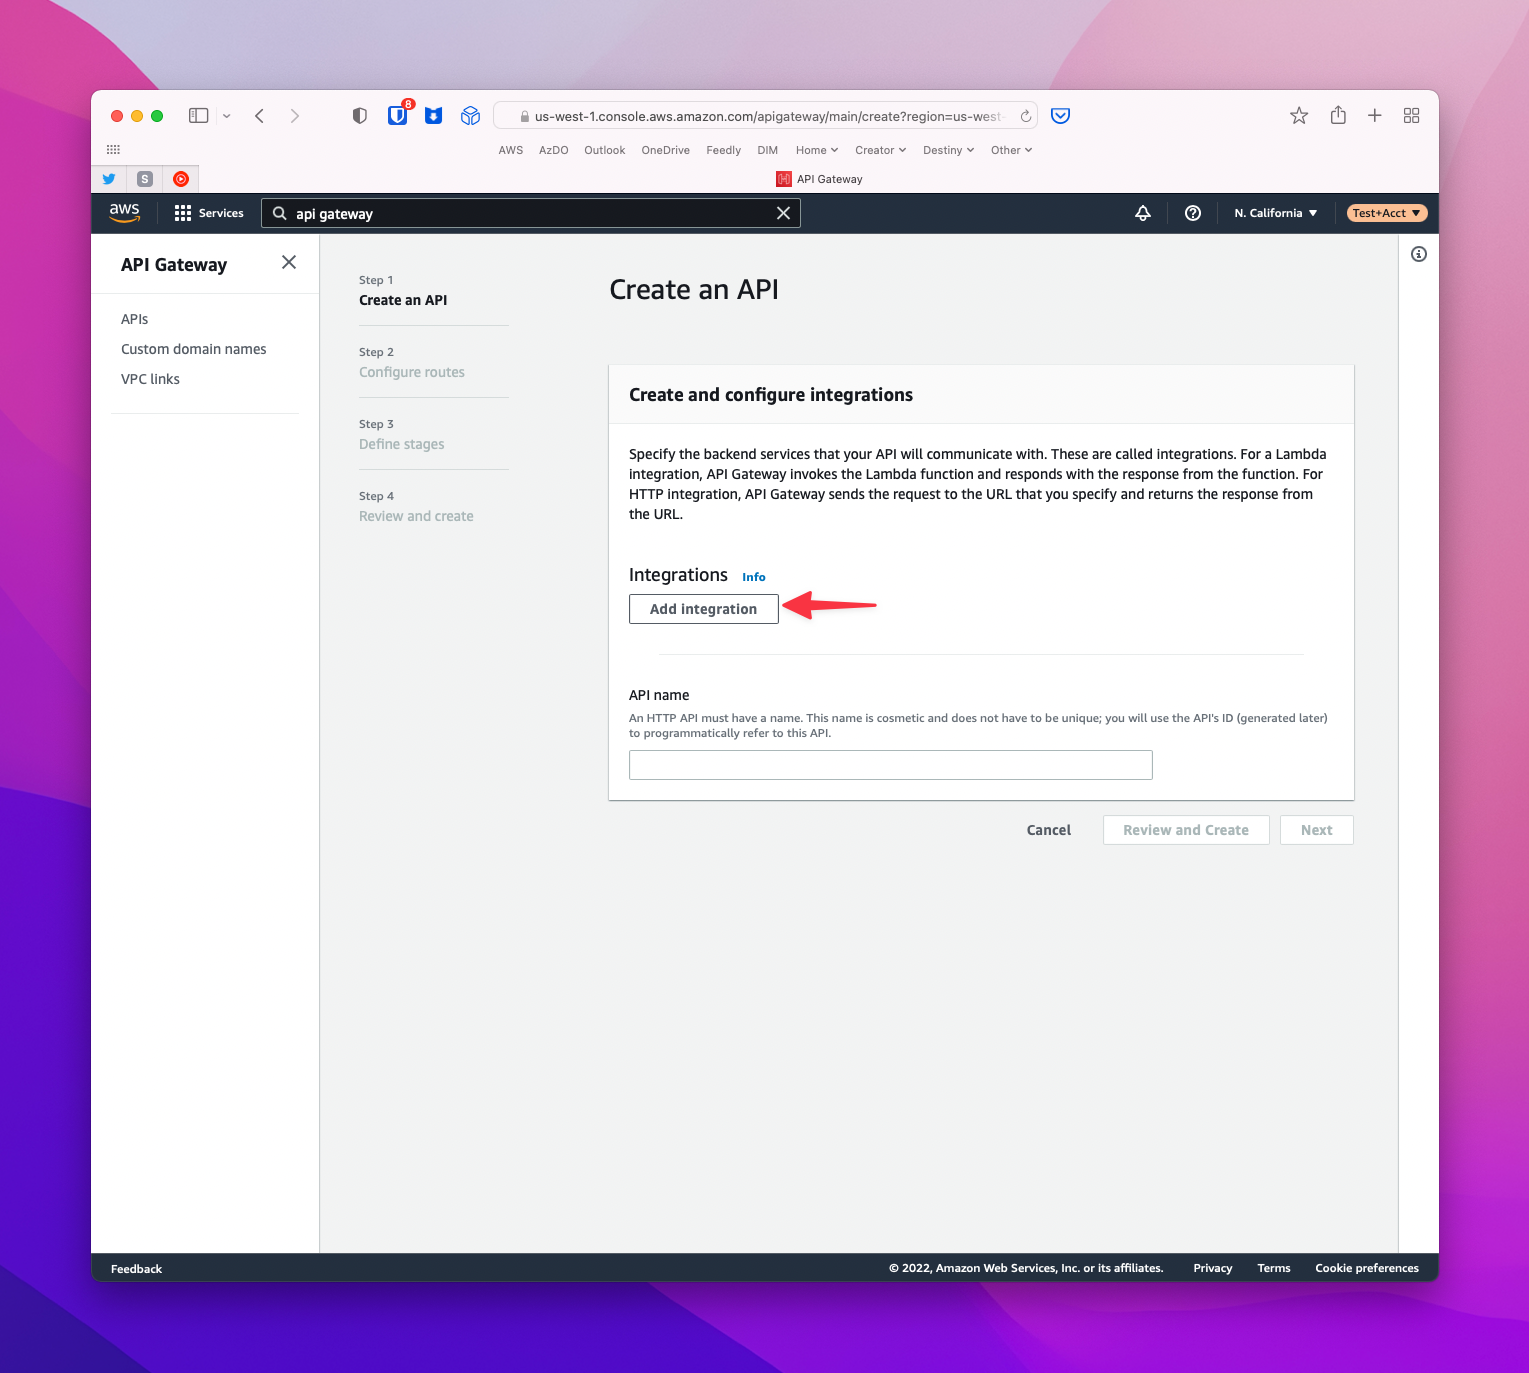 8
us-west-1.console.aws.amazon.com/apigateway/main/create?region=us-west-
AWS AzDO Outlook OneDrive Feedly DIM Home Creator Destiny Other
S
API Gateway
aws Services api gateway N. California Test+Acct
API Gateway
APIs
Custom domain names
VPC links
Step 1
Create an API
Step 2
Configure routes
Step 3
Define stages
Step 4
Review and create
Create an API
Create and configure integrations
Specify the backend services that your API will communicate with. These are called integrations. For a Lambda
integration, API Gateway invokes the Lambda function and responds with the response from the function. For
HTTP integration, API Gateway sends the request to the URL that you specify and returns the response from
the URL.
Integrations Info
Add integration
API name
An HTTP API must have a name. This name is cosmetic and does not have to be unique; you will use the API's ID (generated later)
to programmatically refer to this API.
Cancel Review and Create Next
Feedback © 2022, Amazon Web Services, Inc. or its affiliates. Privacy Terms Cookie preferences